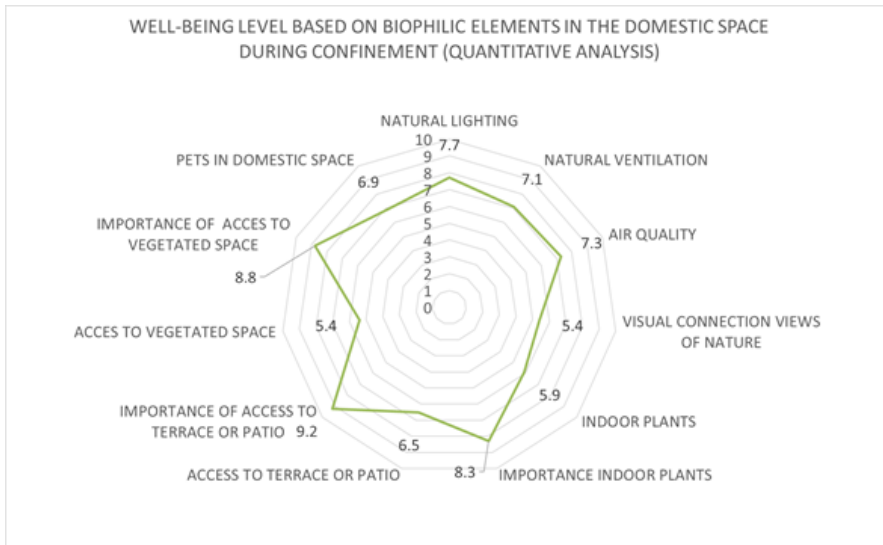 WELL-BEING LEVEL BASED ON BIOPHILIC ELEMENTS IN THE DOMESTIC SPACE
DURING CONFINEMENT (QUANTITATIVE ANALYSIS)
NATURAL LIGHTING
7.7
NATURAL VENTILATION
7.1
AIR QUALITY
7.3
VISUAL CONNECTION VIEWS
OF NATURE
5.4
INDOOR PLANTS
5.9
IMPORTANCE INDOOR PLANTS
8.3
ACCESS TO TERRACE OR PATIO
6.5
IMPORTANCE OF ACCESS TO
TERRACE OR PATIO
9.2
ACCES TO VEGETATED SPACE
5.4
IMPORTANCE OF ACCES TO
VEGETATED SPACE
8.8
PETS IN DOMESTIC SPACE
6.9
10
9
8
7
6
5
4
3
2
1
0